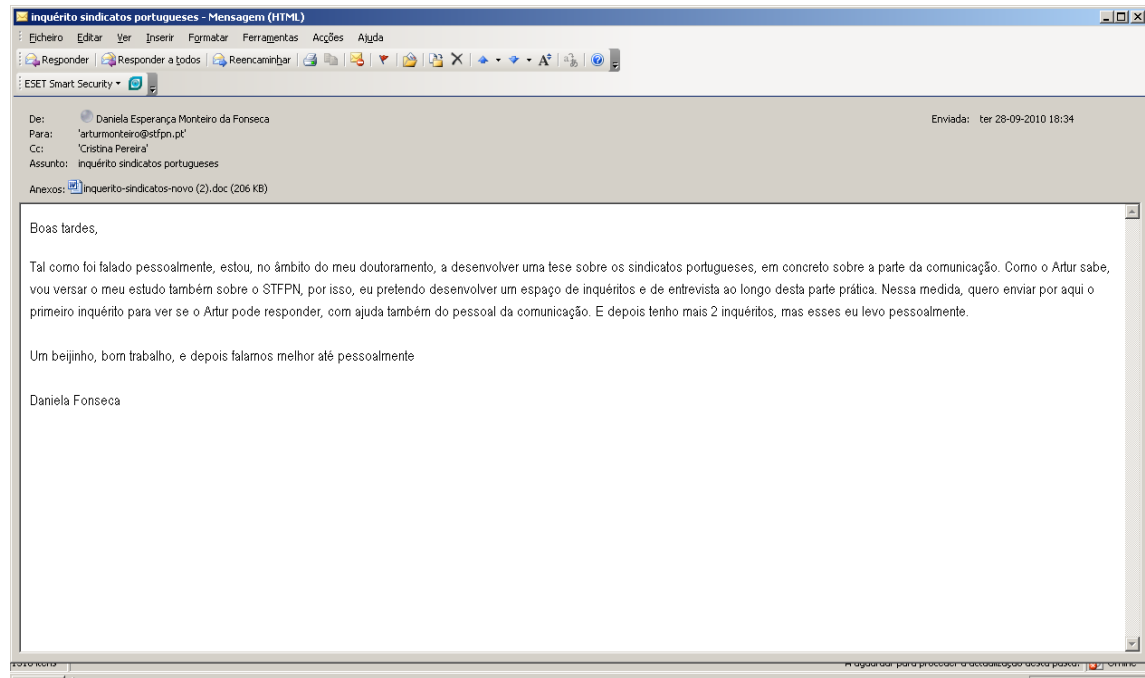 inquérito sindicatos portugueses - Mensagem (HTML)
Ficheiro Editar Ver Inserir Formatar Ferramentas Acções Ajuda
Responder Responder a todos Reencaminhar
ESET Smart Security
De: Daniela Esperança Monteiro da Fonseca Enviada: ter 28-09-2010 18:34
Para: 'arturmonteiro@stfpn.pt'
Cc: 'Cristina Pereira'
Assunto: inquérito sindicatos portugueses
Anexos: inquerito-sindicatos-novo (2).doc (206 KB)
Boas tardes,
Tal como foi falado pessoalmente, estou, no âmbito do meu doutoramento, a desenvolver uma tese sobre os sindicatos portugueses, em concreto sobre a parte da comunicação. Como o Artur sabe,
vou versar o meu estudo também sobre o STFPN, por isso, eu pretendo desenvolver um espaço de inquéritos e de entrevista ao longo desta parte prática. Nessa medida, quero enviar por aqui o
primeiro inquérito para ver se o Artur pode responder, com ajuda também do pessoal da comunicação. E depois tenho mais 2 inquéritos, mas esses eu levo pessoalmente.
Um beijinho, bom trabalho, e depois falamos melhor até pessoalmente
Daniela Fonseca
A aguardar para proceder à actualização desta pasta.